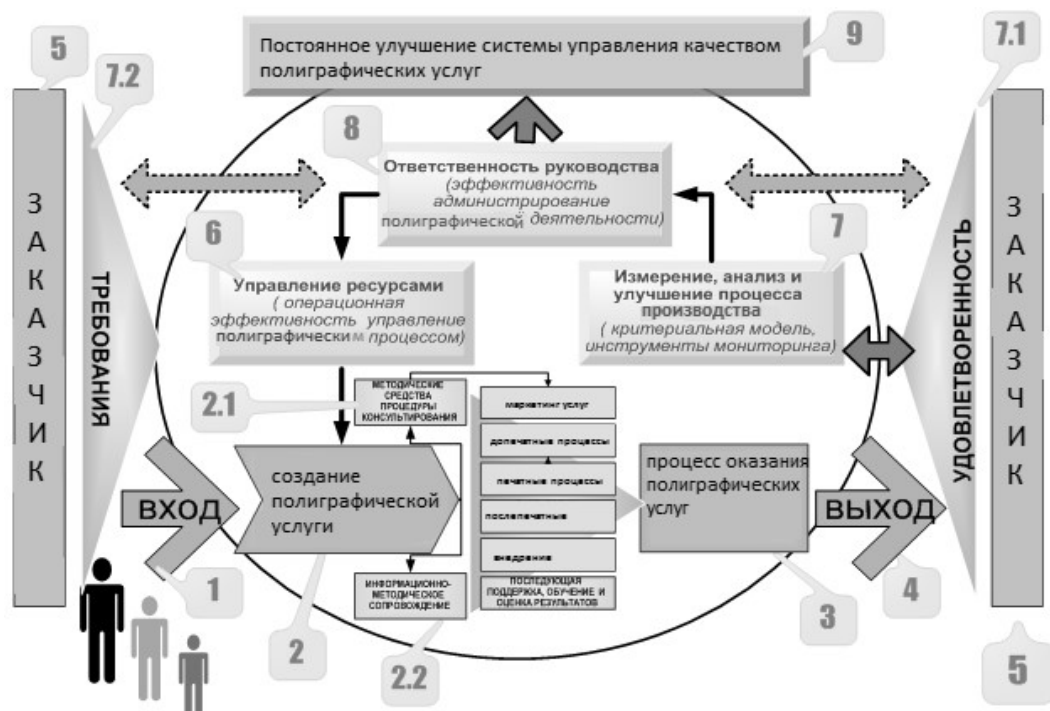 5
7.2
9
7.1
Постоянное улучшение системы управления качеством
полиграфических услуг
8
Ответственность руководства
(эффективность
администрирование
полиграфической деятельности)
6
7
Управление ресурсами
( операционная
эффективность управление
полиграфическим процессом)
Измерение, анализ и
улучшение процесса
производства
( критериальная модель,
инструменты мониторинга)
ЗАКАЗЧИК
ТРЕБОВАНИЯ
УДОВЛЕТВОРЕННОСТЬ
ЗАКАЗЧИК
2.1
МЕТОДИЧЕСКИЕ
СРЕДСТВА
ПРОЦЕДУРЫ
КОНСУЛЬТИРОВАНИЯ
маркетинг услуг
допечатные процессы
печатные процессы
послепечатные
внедрение
ПОСЛЕДУЮЩАЯ
ПОДДЕРЖКА, ОБУЧЕНИЕ И
ОЦЕНКА РЕЗУЛЬТАТОВ
ВХОД
создание
полиграфической
услуги
процесс оказания
полиграфических
услуг
ВЫХОД
ИНФОРМАЦИОННО-
МЕТОДИЧЕСКОЕ
СОПРОВОЖДЕНИЕ
1
2
2.2
3
4
5